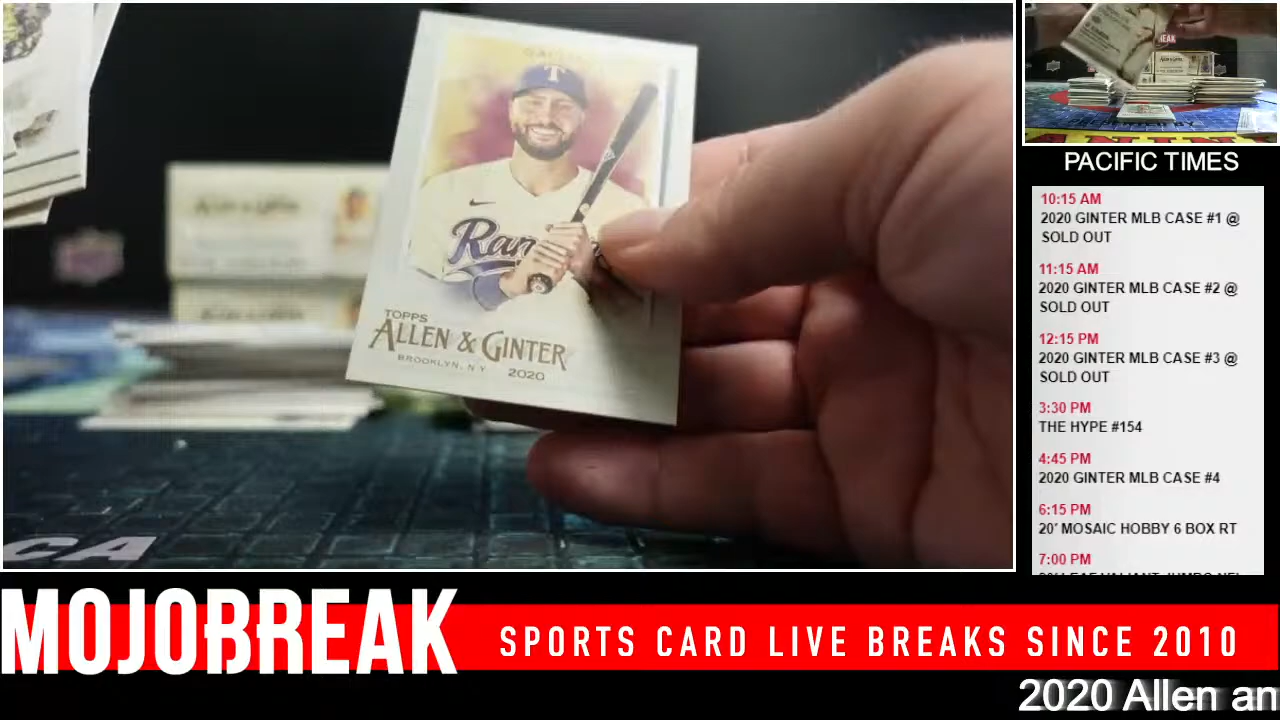 T
Ran
TOPPS
ALLEN & GINTER
BROOKLYN, NY 2020
CA
PACIFIC TIMES
10:15 AM
2020 GINTER MLB CASE #1 @
SOLD OUT
11:15 AM
2020 GINTER MLB CASE #2 @
SOLD OUT
12:15 PM
2020 GINTER MLB CASE #3 @
SOLD OUT
3:30 PM
THE HYPE #154
4:45 PM
2020 GINTER MLB CASE #4
6:15 PM
20' MOSAIC HOBBY 6 BOX RT
7:00 PM
MOJOBREAK
SPORTS CARD LIVE BREAKS SINCE 2010
2020 Allen an